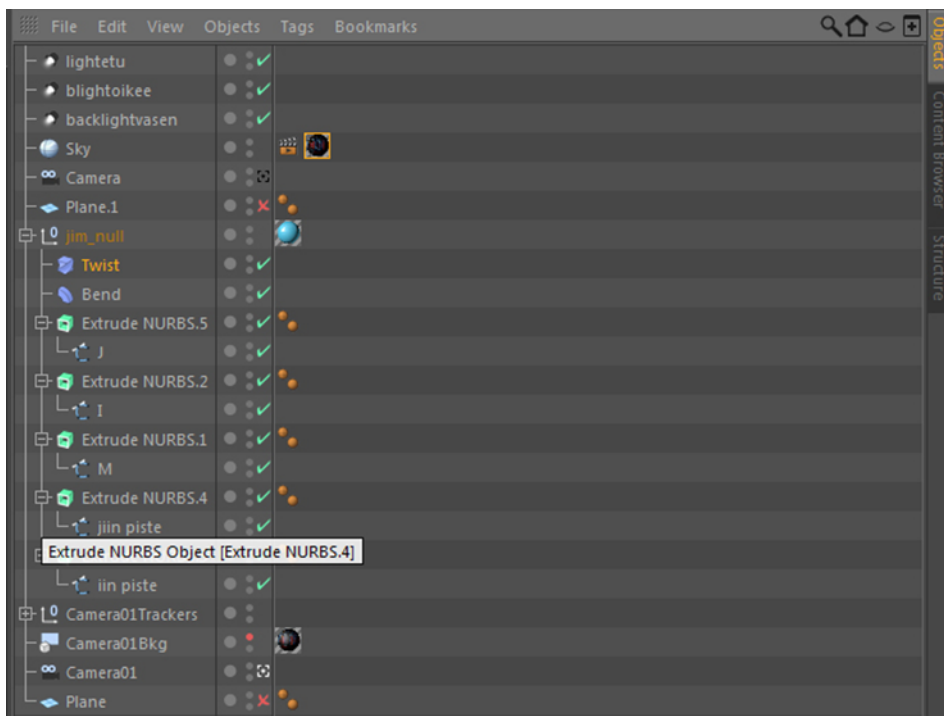 File Edit View Objects Tags Bookmarks
lightetu
blightoikee
backlightvasen
Sky
Camera
Plane.1
jim_null
Twist
Bend
Extrude NURBS.5
J
Extrude NURBS.2
I
Extrude NURBS.1
M
Extrude NURBS.4
jiin piste
Extrude NURBS Object [Extrude NURBS.4]
iin piste
Camera01Trackers
Camera01Bkg
Camera01
Plane
Objects
Content Browser
Structure